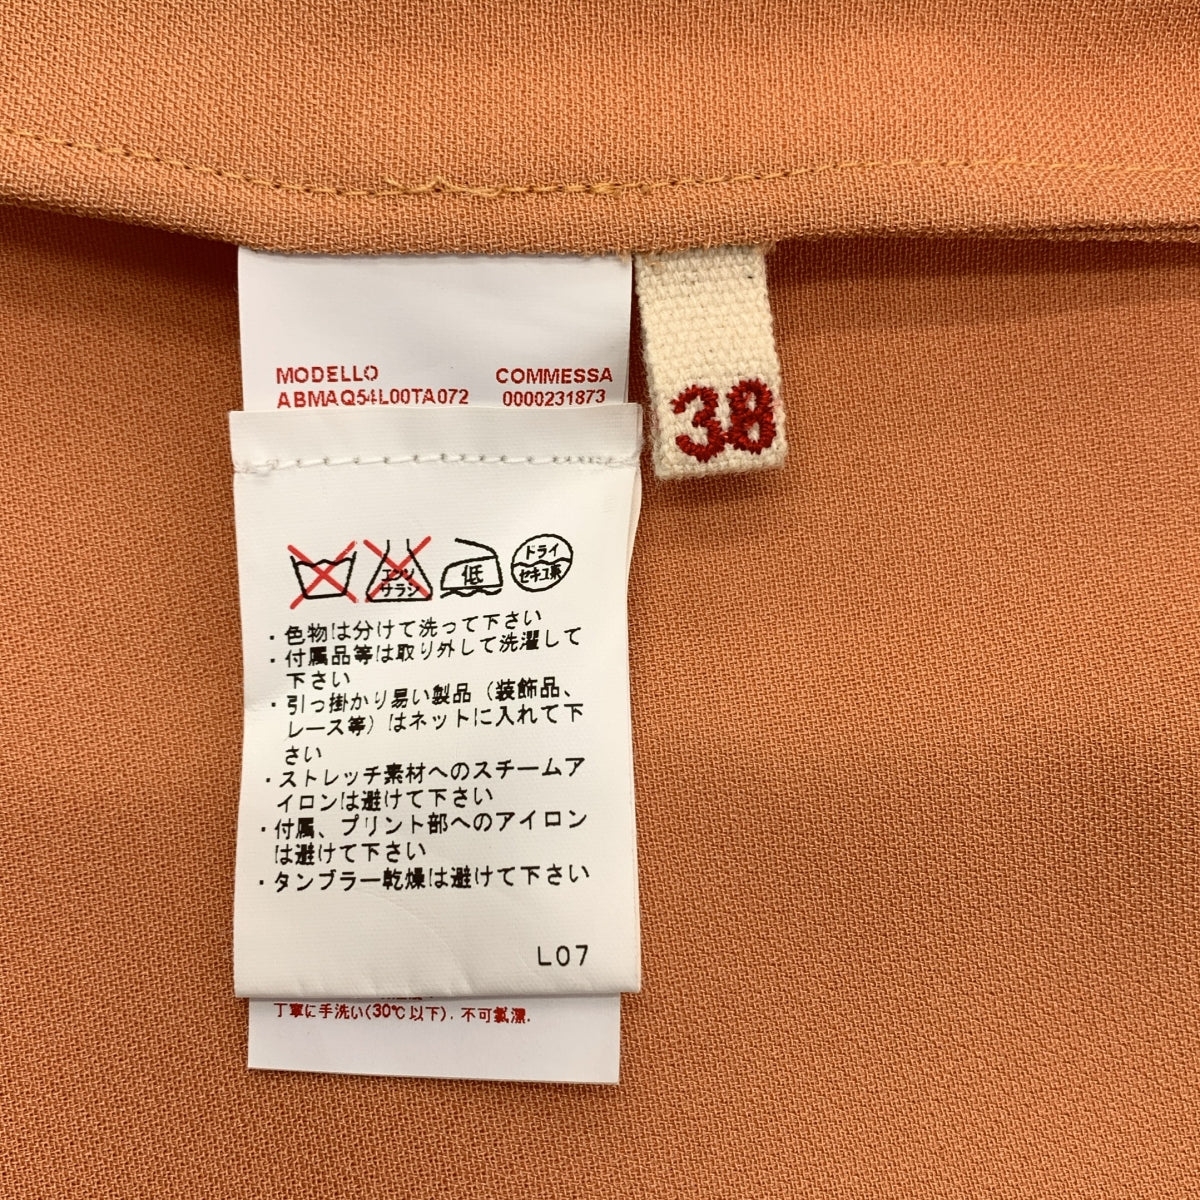 MODELLO COMMESSA
ABMAQ54L00TA072 0000231873
38
エンソ
サラシ
低
ドライ
セキユ系
・色物は分けて洗って下さい
・付属品等は取り外して洗濯して
下さい
・引っ掛かり易い製品（装飾品、
レース等）はネットに入れて下
さい
・ストレッチ素材へのスチームア
イロンは避けて下さい
・付属、プリント部へのアイロン
は避けて下さい
・タンブラー乾燥は避けて下さい
L07
丁寧に手洗い(30℃以下). 不可氯漂.